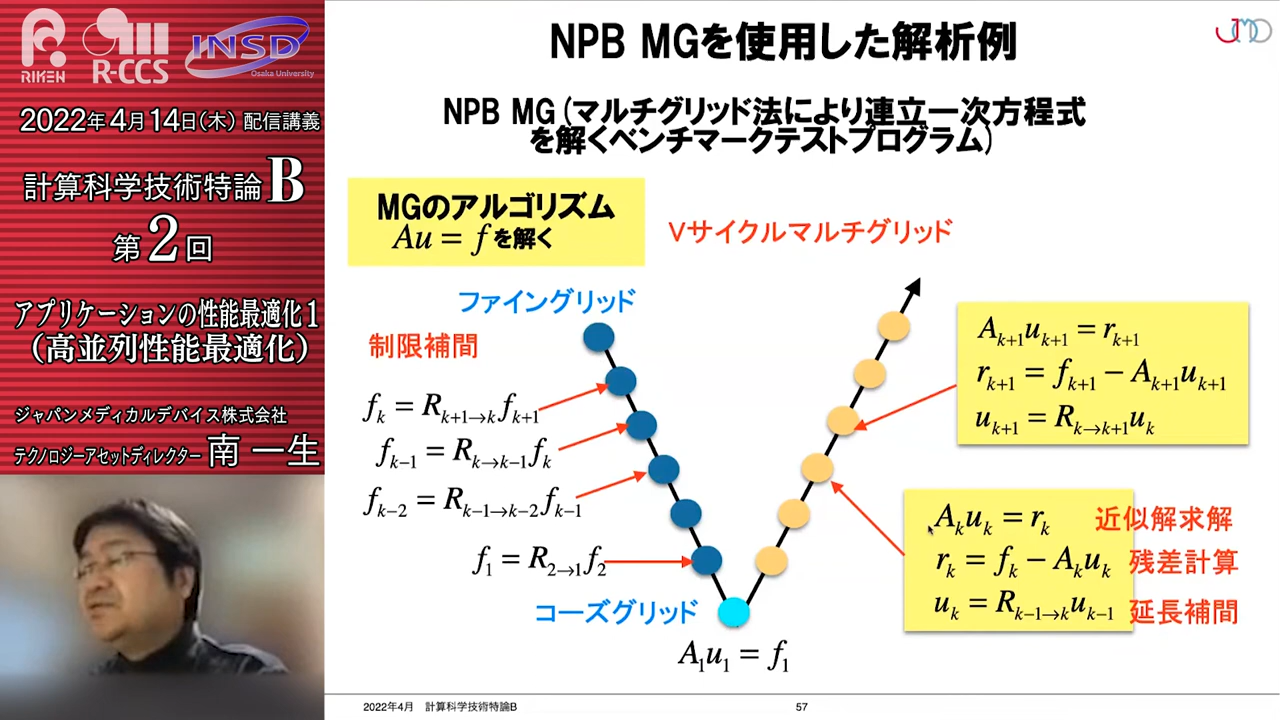 RIKEN
R-CCS
INSD
Osaka University
2022年4月14日(木) 配信講義
計算科学技術特論B
第2回
アプリケーションの性能最適化1
(高並列性能最適化)
ジャパンメディカルデバイス株式会社
テクノロジーアセットディレクター 南 一生
NPB MGを使用した解析例
JMD
NPB MG(マルチグリッド法により連立一次方程式
を解くベンチマークテストプログラム)
MGのアルゴリズム
Au = fを解く
Vサイクルマルチグリッド
ファイングリッド
制限補間
f_k = R_{k+1→k} f_{k+1}
f_{k-1} = R_{k→k-1} f_k
f_{k-2} = R_{k-1→k-2} f_{k-1}
f_1 = R_{2→1} f_2
コーズグリッド
A_1 u_1 = f_1
A_{k+1} u_{k+1} = r_{k+1}
r_{k+1} = f_{k+1} − A_{k+1} u_{k+1}
u_{k+1} = R_{k→k+1} u_k
A_k u_k = r_k 近似解求解
r_k = f_k − A_k u_k 残差計算
u_k = R_{k-1→k} u_{k-1} 延長補間
2022年4月 計算科学技術特論B
57